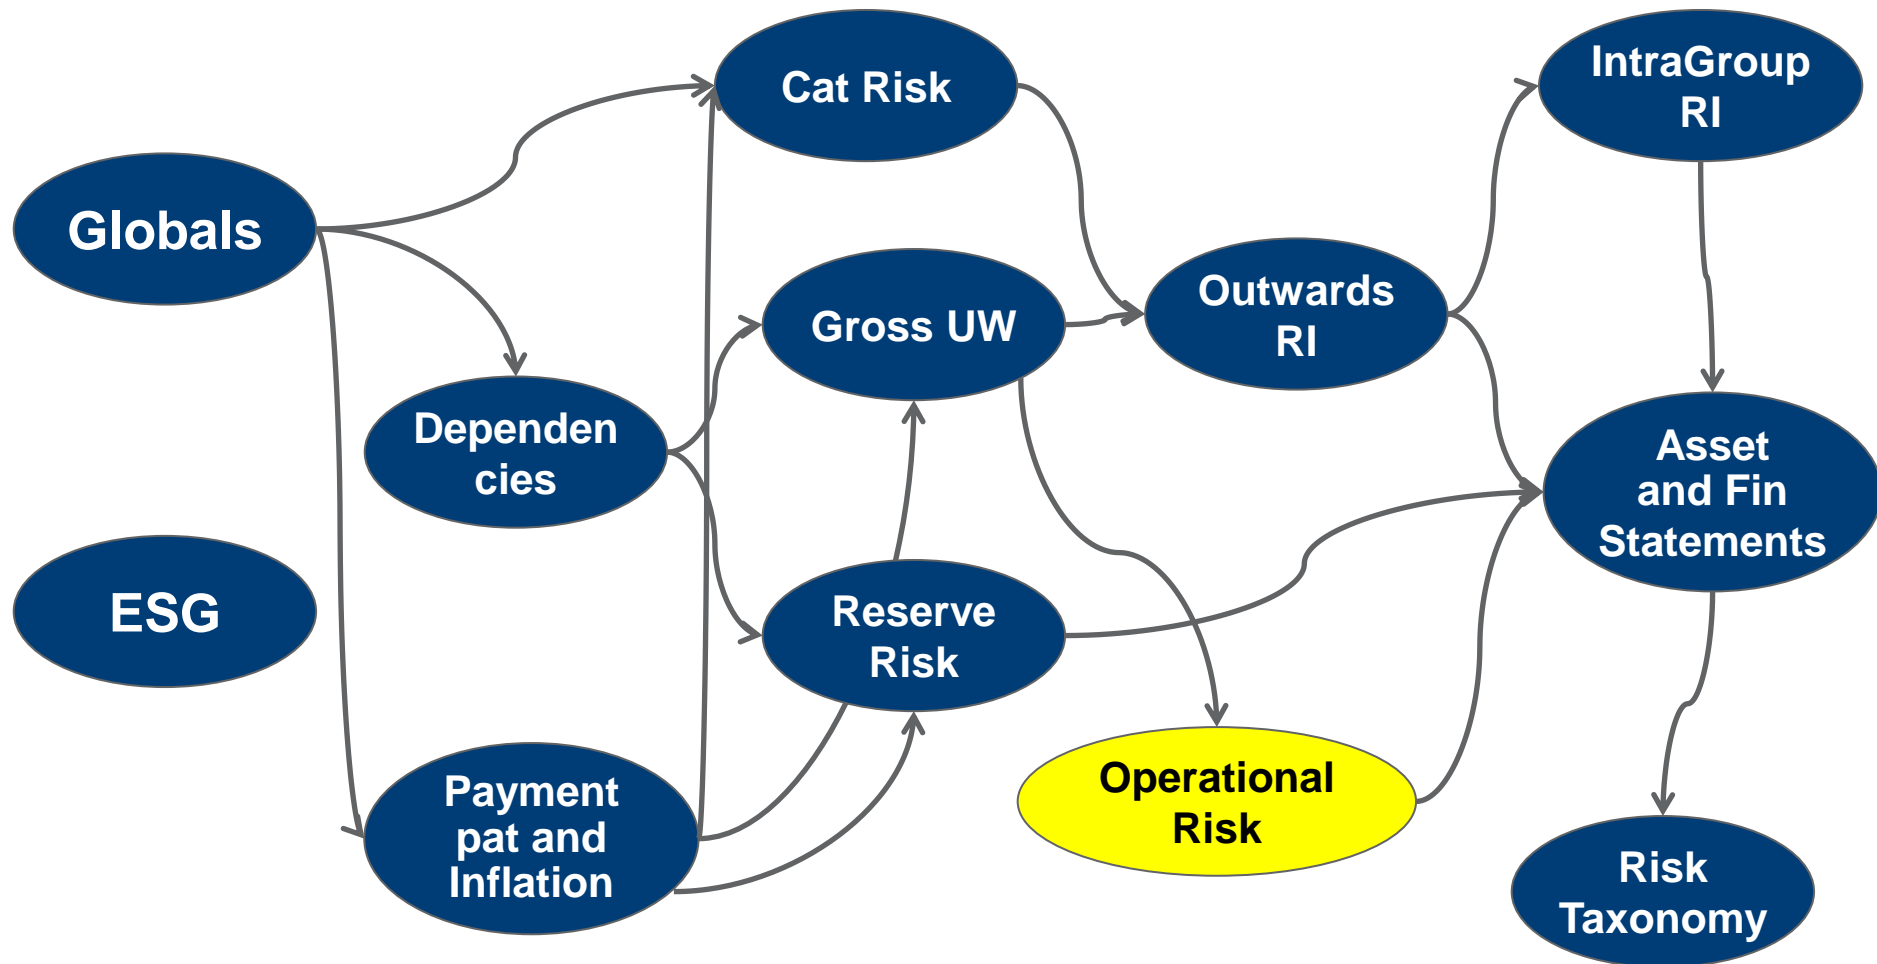 Cat Risk
IntraGroup
RI
Globals
Gross UW
Outwards
RI
Dependen
cies
Asset
and Fin
Statements
ESG
Reserve
Risk
Payment
pat and
Inflation
Operational
Risk
Risk
Taxonomy